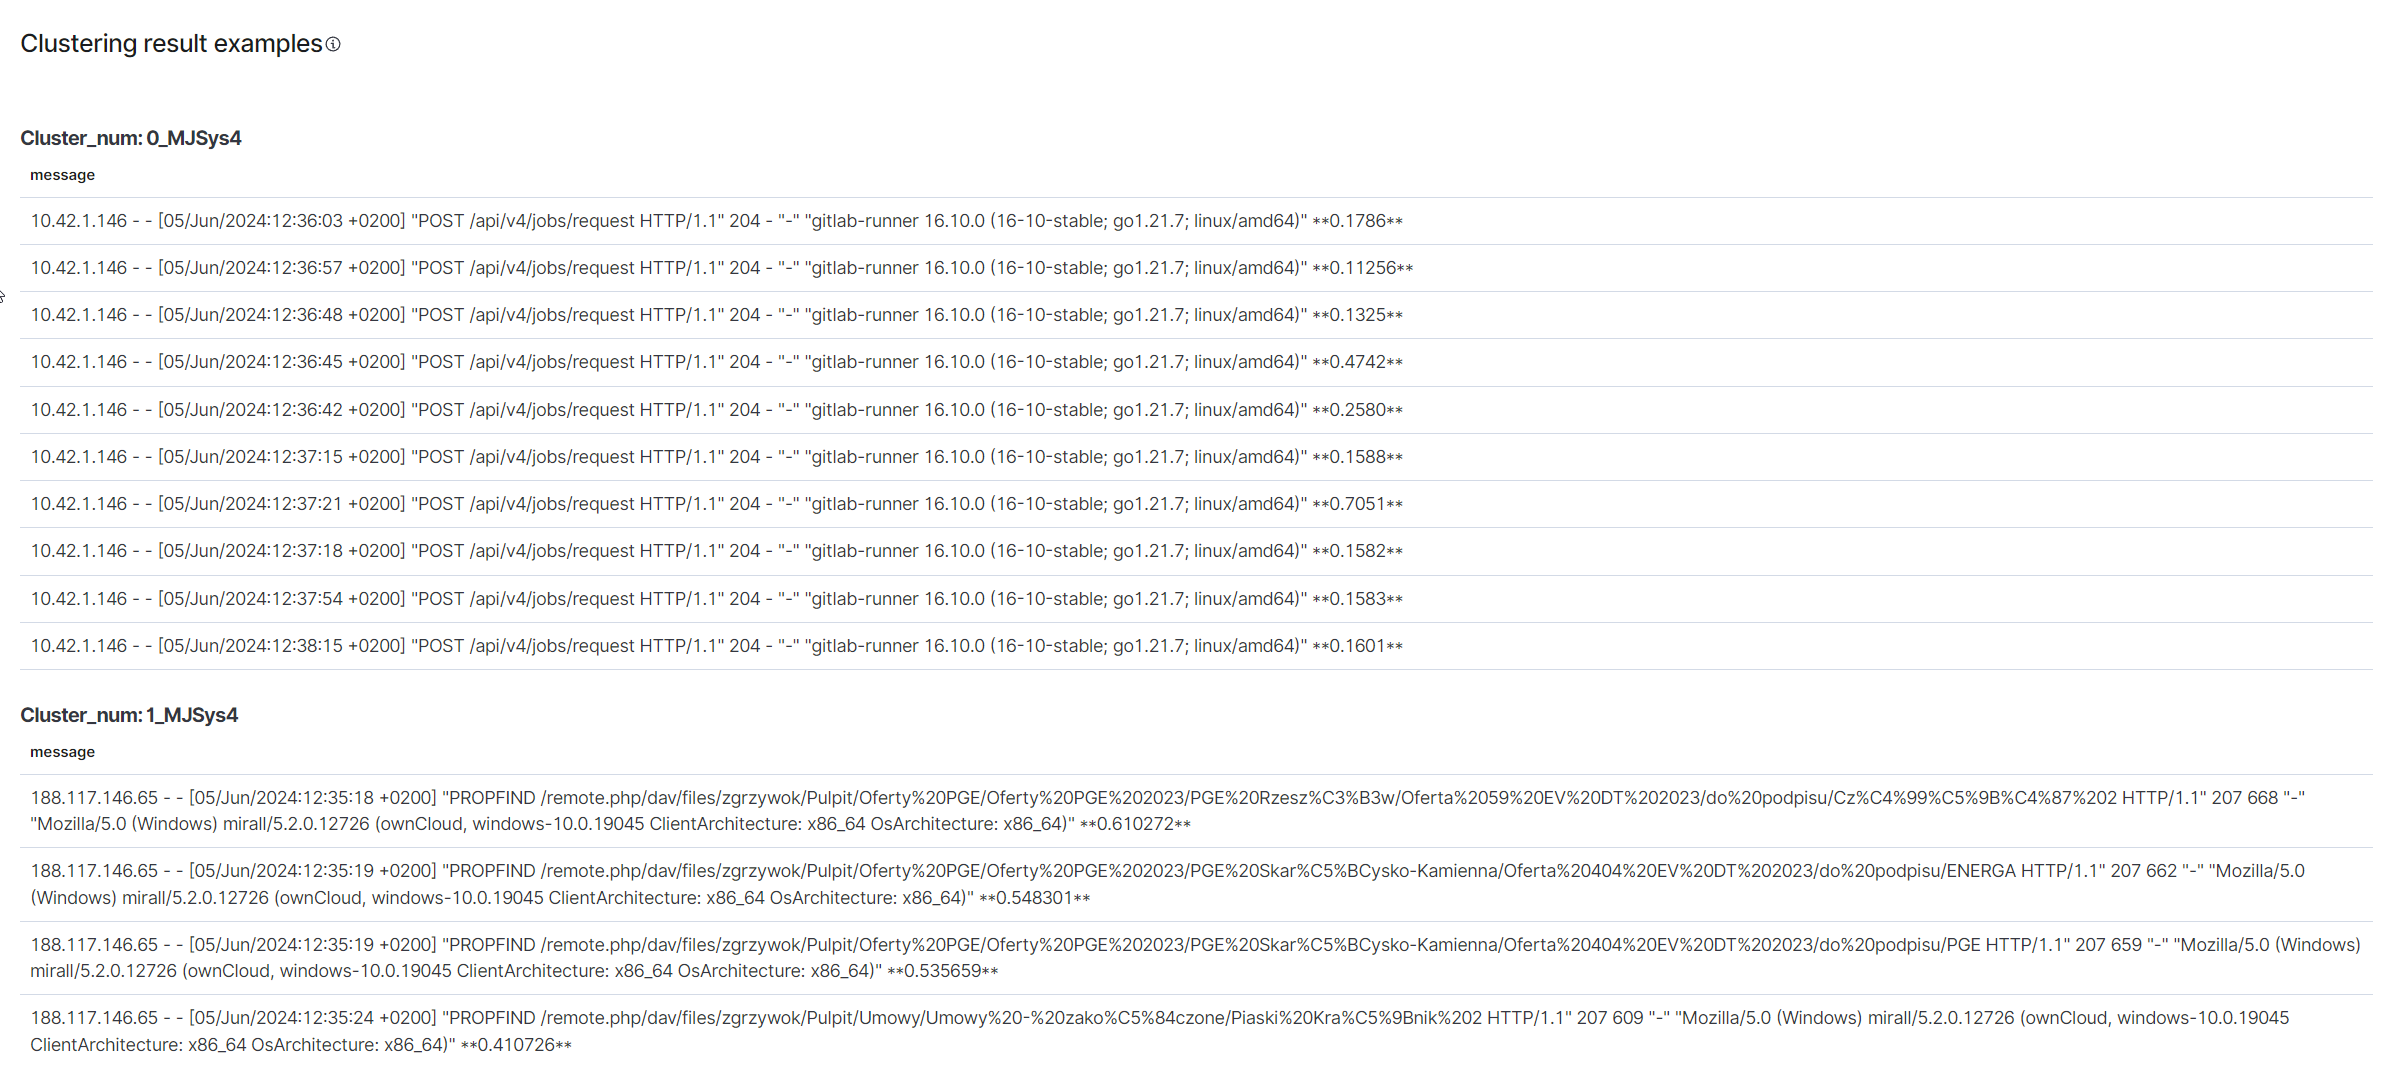 Clustering result examples
Cluster_num: 0_MJSys4
message
10.42.1.146 - - [05/Jun/2024:12:36:03 +0200] "POST /api/v4/jobs/request HTTP/1.1" 204 - "-" "gitlab-runner 16.10.0 (16-10-stable; go1.21.7; linux/amd64)" **0.1786**
10.42.1.146 - - [05/Jun/2024:12:36:57 +0200] "POST /api/v4/jobs/request HTTP/1.1" 204 - "-" "gitlab-runner 16.10.0 (16-10-stable; go1.21.7; linux/amd64)" **0.11256**
10.42.1.146 - - [05/Jun/2024:12:36:48 +0200] "POST /api/v4/jobs/request HTTP/1.1" 204 - "-" "gitlab-runner 16.10.0 (16-10-stable; go1.21.7; linux/amd64)" **0.1325**
10.42.1.146 - - [05/Jun/2024:12:36:45 +0200] "POST /api/v4/jobs/request HTTP/1.1" 204 - "-" "gitlab-runner 16.10.0 (16-10-stable; go1.21.7; linux/amd64)" **0.4742**
10.42.1.146 - - [05/Jun/2024:12:36:42 +0200] "POST /api/v4/jobs/request HTTP/1.1" 204 - "-" "gitlab-runner 16.10.0 (16-10-stable; go1.21.7; linux/amd64)" **0.2580**
10.42.1.146 - - [05/Jun/2024:12:37:15 +0200] "POST /api/v4/jobs/request HTTP/1.1" 204 - "-" "gitlab-runner 16.10.0 (16-10-stable; go1.21.7; linux/amd64)" **0.1588**
10.42.1.146 - - [05/Jun/2024:12:37:21 +0200] "POST /api/v4/jobs/request HTTP/1.1" 204 - "-" "gitlab-runner 16.10.0 (16-10-stable; go1.21.7; linux/amd64)" **0.7051**
10.42.1.146 - - [05/Jun/2024:12:37:18 +0200] "POST /api/v4/jobs/request HTTP/1.1" 204 - "-" "gitlab-runner 16.10.0 (16-10-stable; go1.21.7; linux/amd64)" **0.1582**
10.42.1.146 - - [05/Jun/2024:12:37:54 +0200] "POST /api/v4/jobs/request HTTP/1.1" 204 - "-" "gitlab-runner 16.10.0 (16-10-stable; go1.21.7; linux/amd64)" **0.1583**
10.42.1.146 - - [05/Jun/2024:12:38:15 +0200] "POST /api/v4/jobs/request HTTP/1.1" 204 - "-" "gitlab-runner 16.10.0 (16-10-stable; go1.21.7; linux/amd64)" **0.1601**
Cluster_num: 1_MJSys4
message
188.117.146.65 - - [05/Jun/2024:12:35:18 +0200] "PROPFIND /remote.php/dav/files/zgrzywok/Pulpit/Oferty%20PGE/Oferty%20PGE%202023/PGE%20Rzesz%C3%B3w/Oferta%2059%20EV%20DT%202023/do%20podpisu/Cz%C4%99%C5%9B%C4%87%202 HTTP/1.1" 207 668 "-"
"Mozilla/5.0 (Windows) mirall/5.2.0.12726 (ownCloud, windows-10.0.19045 ClientArchitecture: x86_64 OsArchitecture: x86_64)" **0.610272**
188.117.146.65 - - [05/Jun/2024:12:35:19 +0200] "PROPFIND /remote.php/dav/files/zgrzywok/Pulpit/Oferty%20PGE/Oferty%20PGE%202023/PGE%20Skar%C5%BCysko-Kamienna/Oferta%20404%20EV%20DT%202023/do%20podpisu/ENERGA HTTP/1.1" 207 662 "-" "Mozilla/5.0
(Windows) mirall/5.2.0.12726 (ownCloud, windows-10.0.19045 ClientArchitecture: x86_64 OsArchitecture: x86_64)" **0.548301**
188.117.146.65 - - [05/Jun/2024:12:35:19 +0200] "PROPFIND /remote.php/dav/files/zgrzywok/Pulpit/Oferty%20PGE/Oferty%20PGE%202023/PGE%20Skar%C5%BCysko-Kamienna/Oferta%20404%20EV%20DT%202023/do%20podpisu/PGE HTTP/1.1" 207 659 "-" "Mozilla/5.0 (Windows)
mirall/5.2.0.12726 (ownCloud, windows-10.0.19045 ClientArchitecture: x86_64 OsArchitecture: x86_64)" **0.535659**
188.117.146.65 - - [05/Jun/2024:12:35:24 +0200] "PROPFIND /remote.php/dav/files/zgrzywok/Pulpit/Umowy/Umowy%20-%20zako%C5%84czone/Piaski%20Kra%C5%9Bnik%202 HTTP/1.1" 207 609 "-" "Mozilla/5.0 (Windows) mirall/5.2.0.12726 (ownCloud, windows-10.0.19045
ClientArchitecture: x86_64 OsArchitecture: x86_64)" **0.410726**